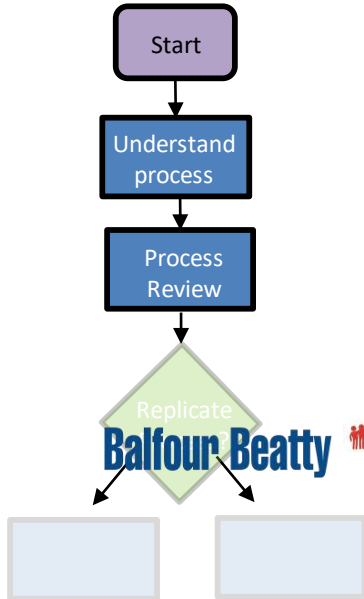 Start
Understand
process
Process
Review
Replicate
?
Balfour Beatty